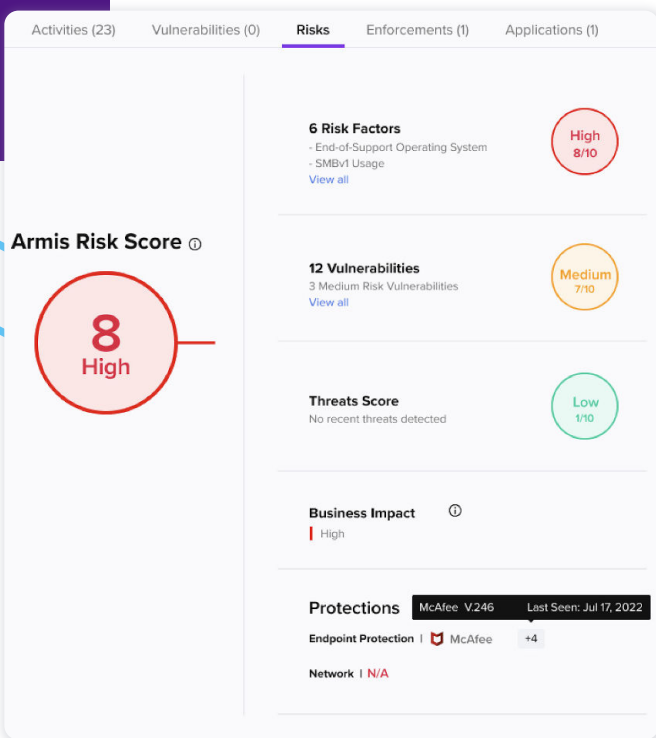 Activities (23) Vulnerabilities (0) Risks Enforcements (1) Applications (1)
Armis Risk Score
8
High
6 Risk Factors
- End-of-Support Operating System
- SMBv1 Usage
View all
High
8/10
12 Vulnerabilities
3 Medium Risk Vulnerabilities
View all
Medium
7/10
Threats Score
No recent threats detected
Low
1/10
Business Impact
High
Protections
McAfee V.246 Last Seen: Jul 17, 2022
Endpoint Protection | McAfee +4
Network | N/A